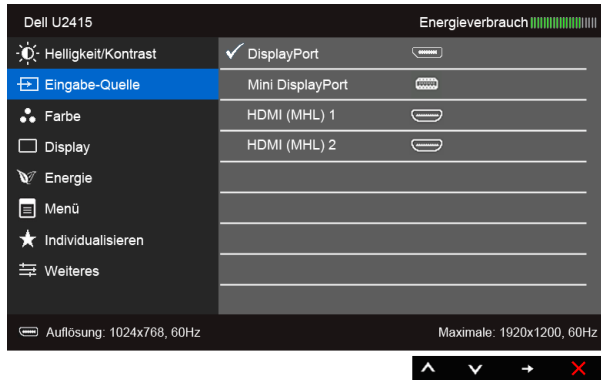 Dell U2415
Energieverbrauch
Helligkeit/Kontrast
Eingabe-Quelle
Farbe
Display
Energie
Menü
Individualisieren
Weiteres
DisplayPort
Mini DisplayPort
HDMI (MHL) 1
HDMI (MHL) 2
Auflösung: 1024x768, 60Hz
Maximale: 1920x1200, 60Hz